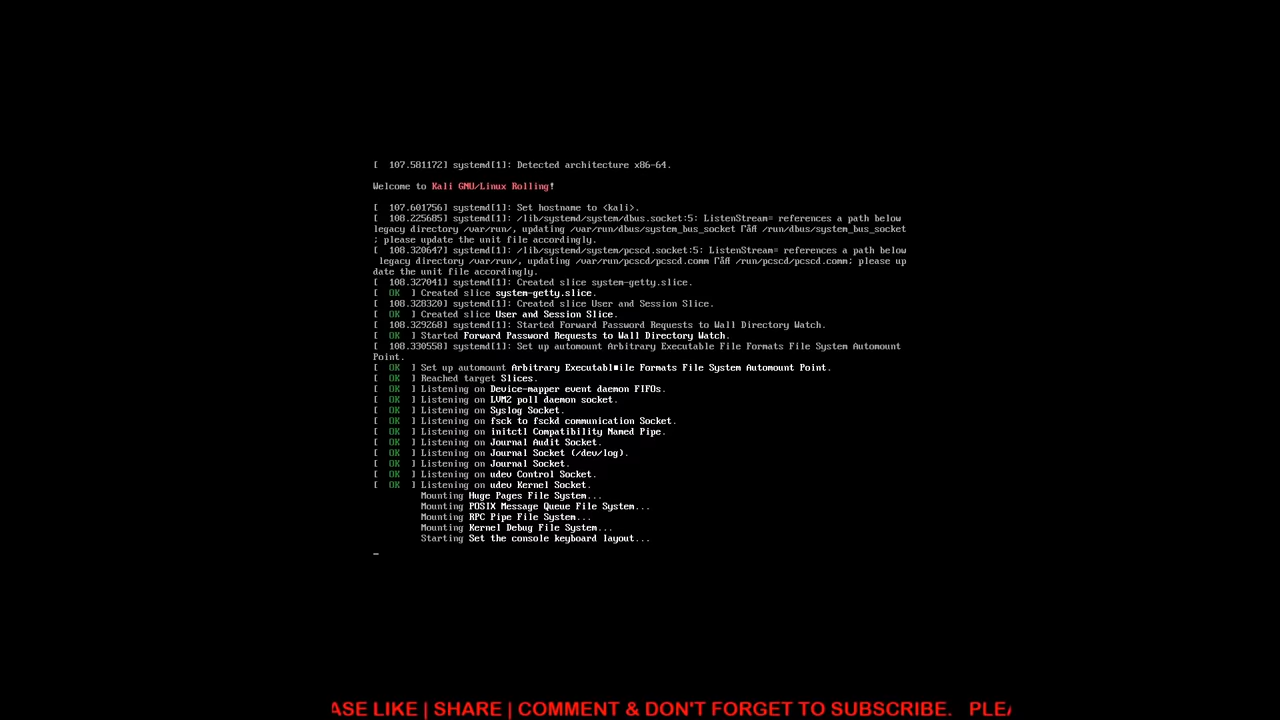 [  107.581172] systemd[1]: Detected architecture x86-64.
Welcome to Kali GNU/Linux Rolling!
[  107.601756] systemd[1]: Set hostname to <kali>.
[  108.225685] systemd[1]: /lib/systemd/system/dbus.socket:5: ListenStream= references a path below
legacy directory /var/run/, updating /var/run/dbus/system_bus_socket Γåñ /run/dbus/system_bus_socket
; please update the unit file accordingly.
[  108.320647] systemd[1]: /lib/systemd/system/pcscd.socket:5: ListenStream= references a path below
legacy directory /var/run/, updating /var/run/pcscd/pcscd.comm Γåñ /run/pcscd/pcscd.comm; please up
date the unit file accordingly.
[  108.327041] systemd[1]: Created slice system-getty.slice.
[  OK  ] Created slice system-getty.slice.
[  108.328320] systemd[1]: Created slice User and Session Slice.
[  OK  ] Created slice User and Session Slice.
[  108.329268] systemd[1]: Started Forward Password Requests to Wall Directory Watch.
[  OK  ] Started Forward Password Requests to Wall Directory Watch.
[  108.330558] systemd[1]: Set up automount Arbitrary Executable File Formats File System Automount
Point.
[  OK  ] Set up automount Arbitrary Executabl■ile Formats File System Automount Point.
[  OK  ] Reached target Slices.
[  OK  ] Listening on Device-mapper event daemon FIFOs.
[  OK  ] Listening on LVM2 poll daemon socket.
[  OK  ] Listening on Syslog Socket.
[  OK  ] Listening on fsck to fsckd communication Socket.
[  OK  ] Listening on initctl Compatibility Named Pipe.
[  OK  ] Listening on Journal Audit Socket.
[  OK  ] Listening on Journal Socket (/dev/log).
[  OK  ] Listening on Journal Socket.
[  OK  ] Listening on udev Control Socket.
[  OK  ] Listening on udev Kernel Socket.
Mounting Huge Pages File System...
Mounting POSIX Message Queue File System...
Mounting RPC Pipe File System...
Mounting Kernel Debug File System...
Starting Set the console keyboard layout...
_
ASE LIKE | SHARE | COMMENT & DON'T FORGET TO SUBSCRIBE. PLEA